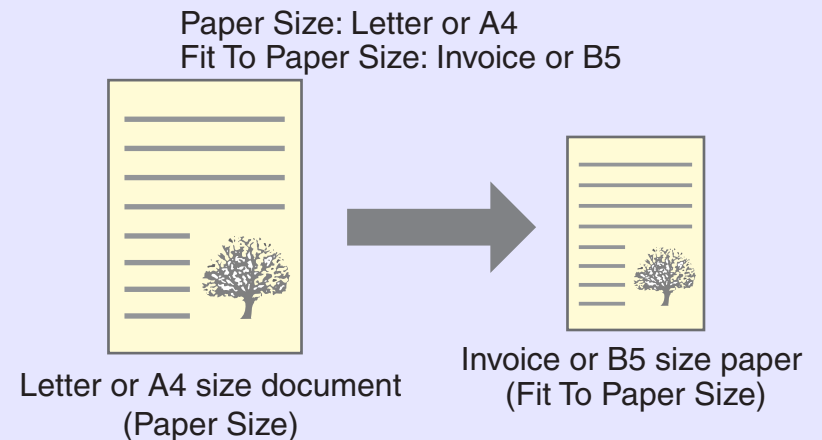 Paper Size: Letter or A4
Fit To Paper Size: Invoice or B5
Letter or A4 size document
(Paper Size)
Invoice or B5 size paper
(Fit To Paper Size)